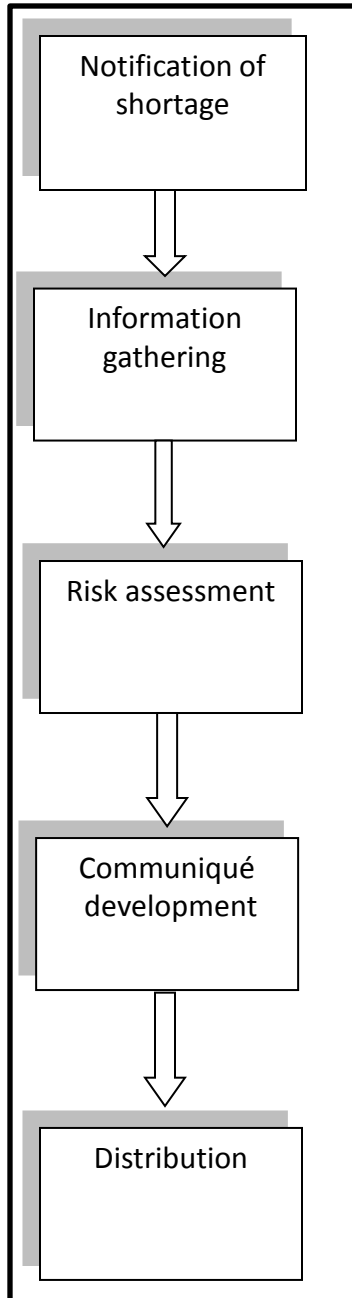 Notification of
shortage
Information
gathering
Risk assessment
Communiqué
development
Distribution